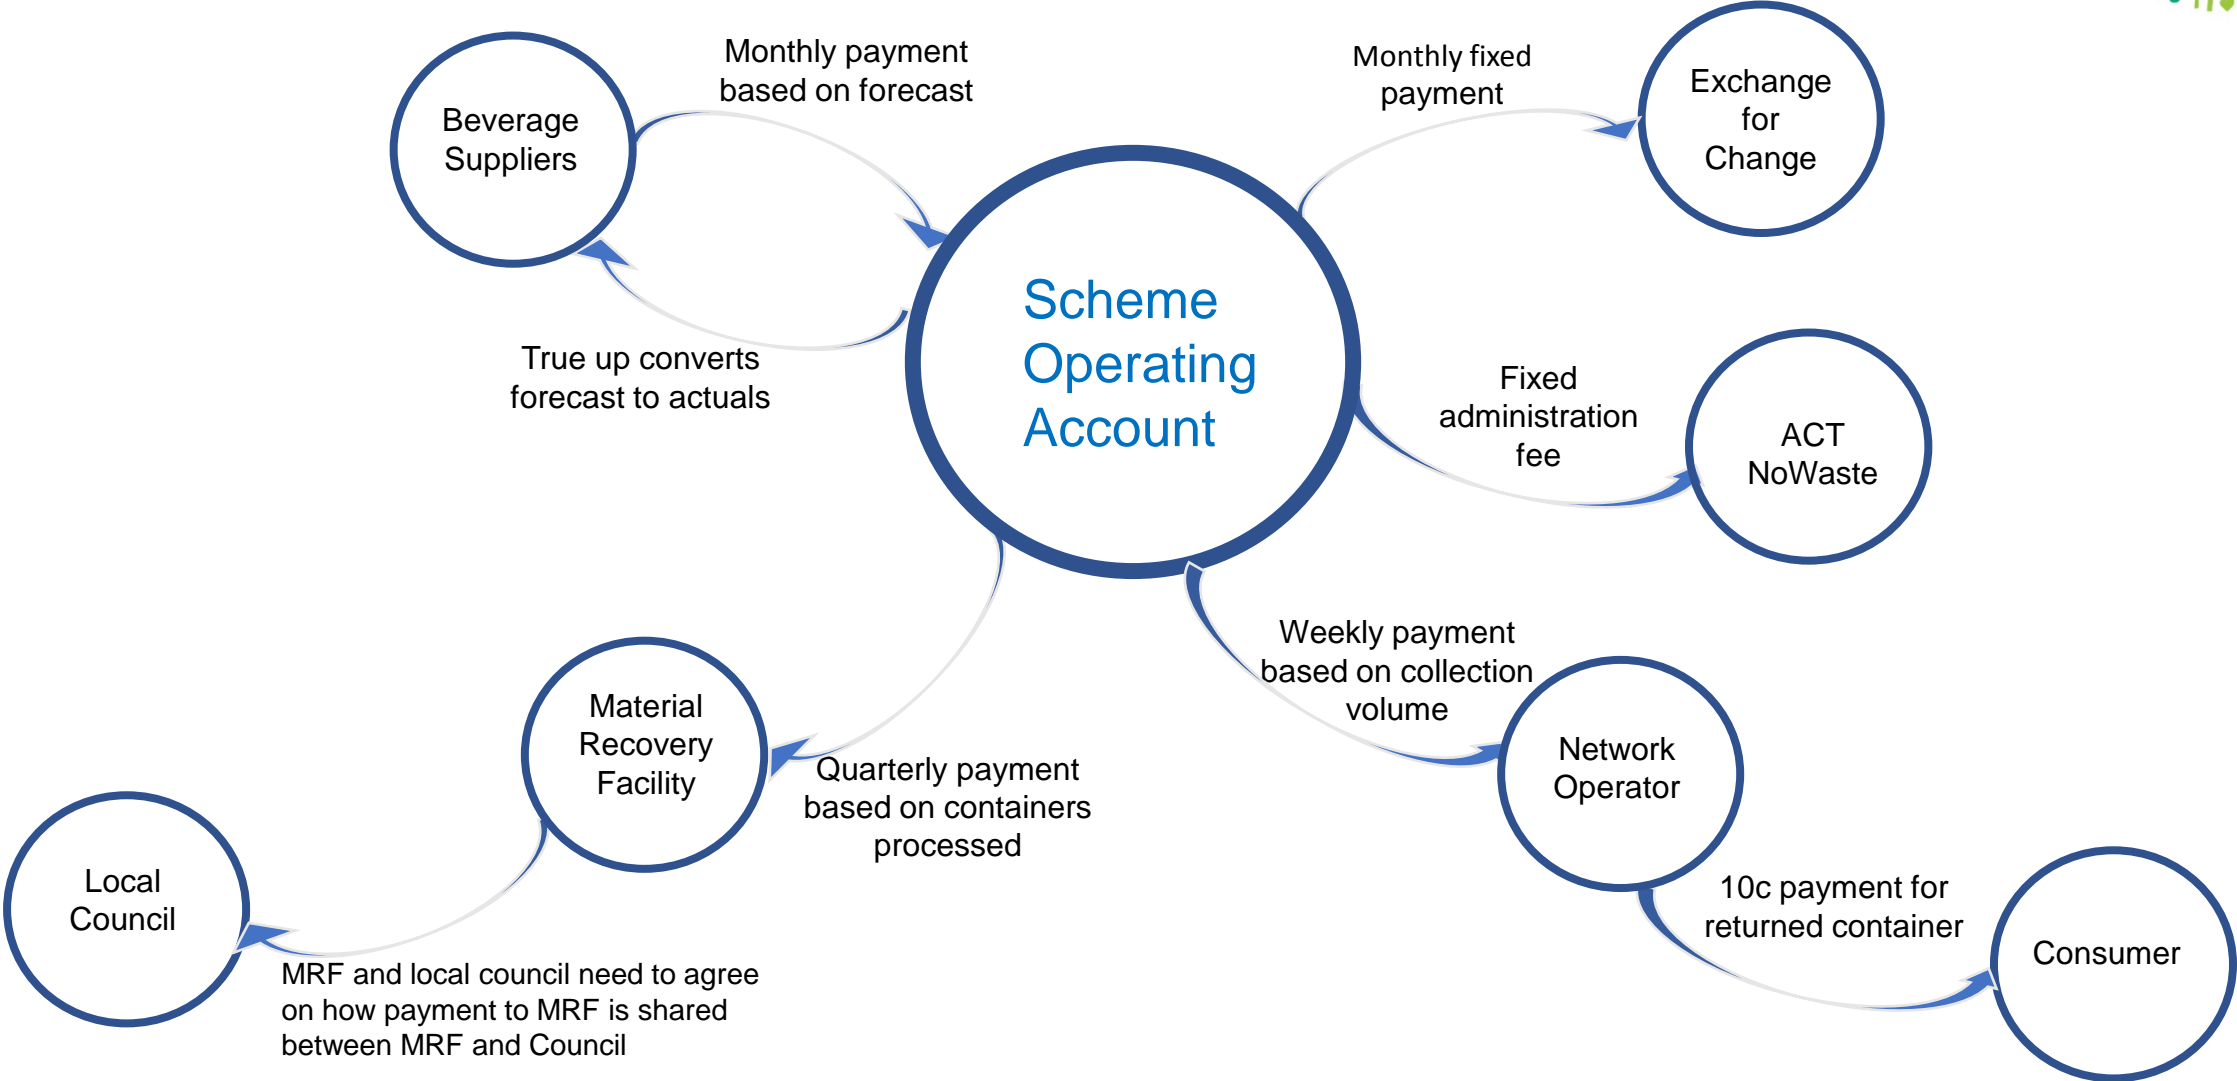 Monthly payment
based on forecast
Monthly fixed
payment
Exchange
for
Change
Beverage
Suppliers
Scheme
Operating
Account
True up converts
forecast to actuals
Fixed
administration
fee
ACT
NoWaste
Weekly payment
based on collection
volume
Material
Recovery
Facility
Network
Operator
Quarterly payment
based on containers
processed
Local
Council
10c payment for
returned container
Consumer
MRF and local council need to agree
on how payment to MRF is shared
between MRF and Council